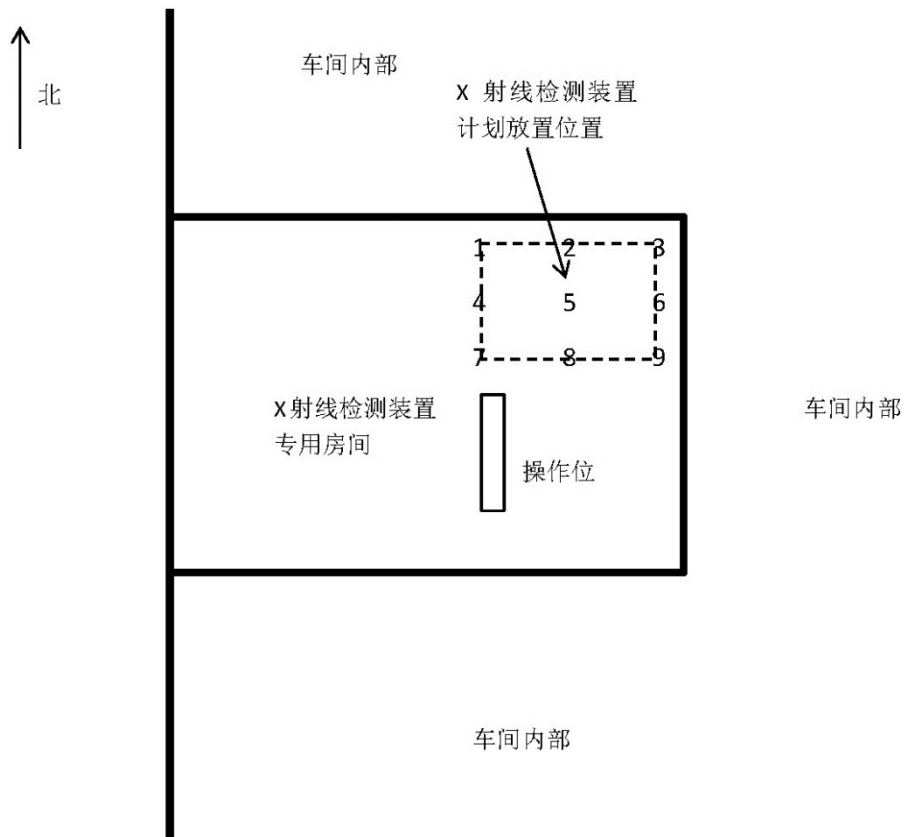 车间内部
北
X 射线检测装置
计划放置位置
1 2 3
4 5 6
7 8 9
X射线检测装置
专用房间
车间内部
操作位
车间内部